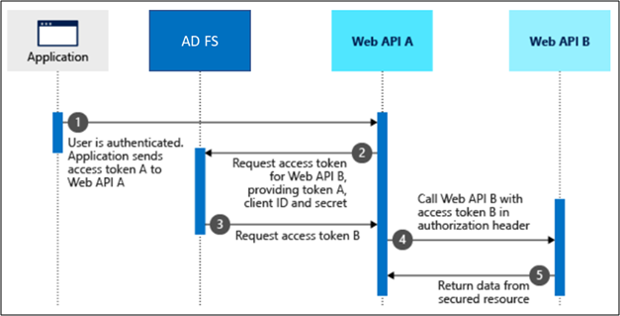 Application
AD FS
Web API A
Web API B
1
User is authenticated.
Application sends
access token A to
Web API A
2
Request access token
for Web API B,
providing token A,
client ID and secret
3
Request access token B
Call Web API B with
access token B in
authorization header
4
5
Return data from
secured resource